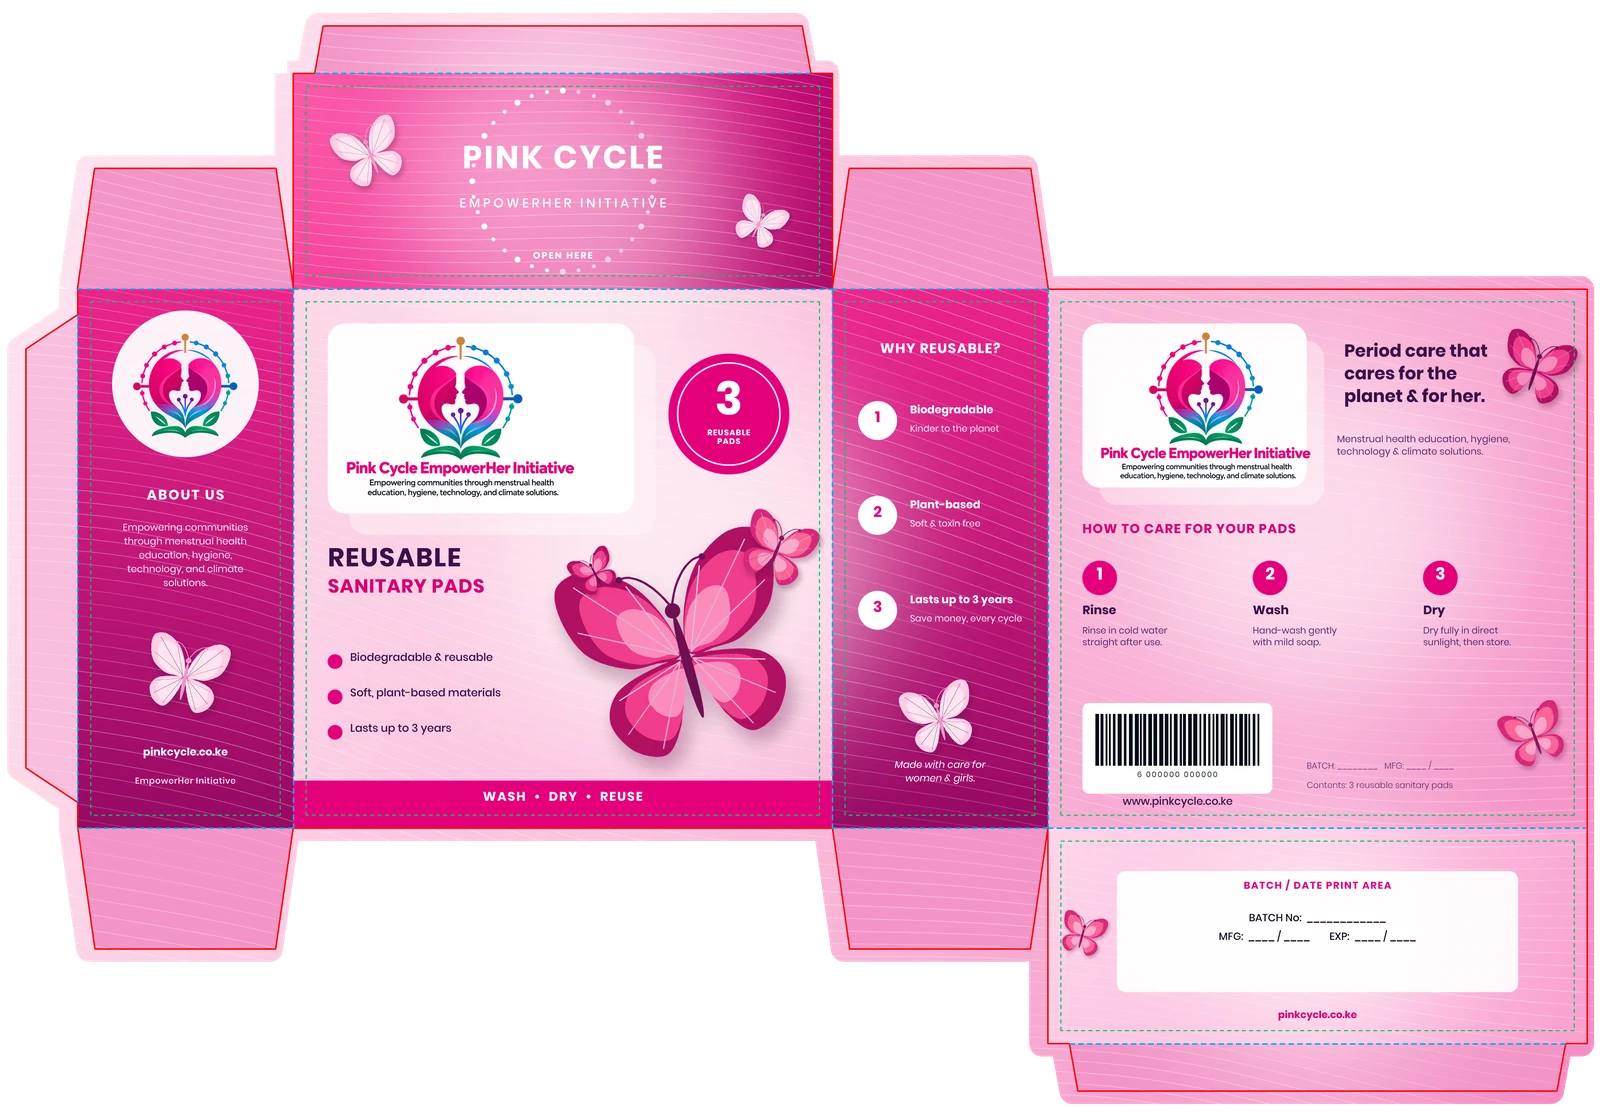 PINK CYCLE
EMPOWERHER INITIATIVE
OPEN HERE
ABOUT US
Empowering communities
through menstrual health
education, hygiene,
technology, and climate
solutions.
pinkcycle.co.ke
EmpowerHer Initiative
Pink Cycle EmpowerHer Initiative
Empowering communities through menstrual health
education, hygiene, technology, and climate solutions.
3
REUSABLE
PADS
REUSABLE
SANITARY PADS
Biodegradable & reusable
Soft, plant-based materials
Lasts up to 3 years
WASH • DRY • REUSE
WHY REUSABLE?
1
Biodegradable
Kinder to the planet
2
Plant-based
Soft & toxin free
3
Lasts up to 3 years
Save money, every cycle
Made with care for
women & girls.
Pink Cycle EmpowerHer Initiative
Empowering communities through menstrual health
education, hygiene, technology, and climate solutions.
Period care that
cares for the
planet & for her.
Menstrual health education, hygiene,
technology & climate solutions.
HOW TO CARE FOR YOUR PADS
1
Rinse
Rinse in cold water
straight after use.
2
Wash
Hand-wash gently
with mild soap.
3
Dry
Dry fully in direct
sunlight, then store.
6 000000 000000
www.pinkcycle.co.ke
BATCH: ________ MFG: ____ / ____
Contents: 3 reusable sanitary pads
BATCH / DATE PRINT AREA
BATCH No: ____________
MFG: ____ / ____ EXP: ____ / ____
pinkcycle.co.ke